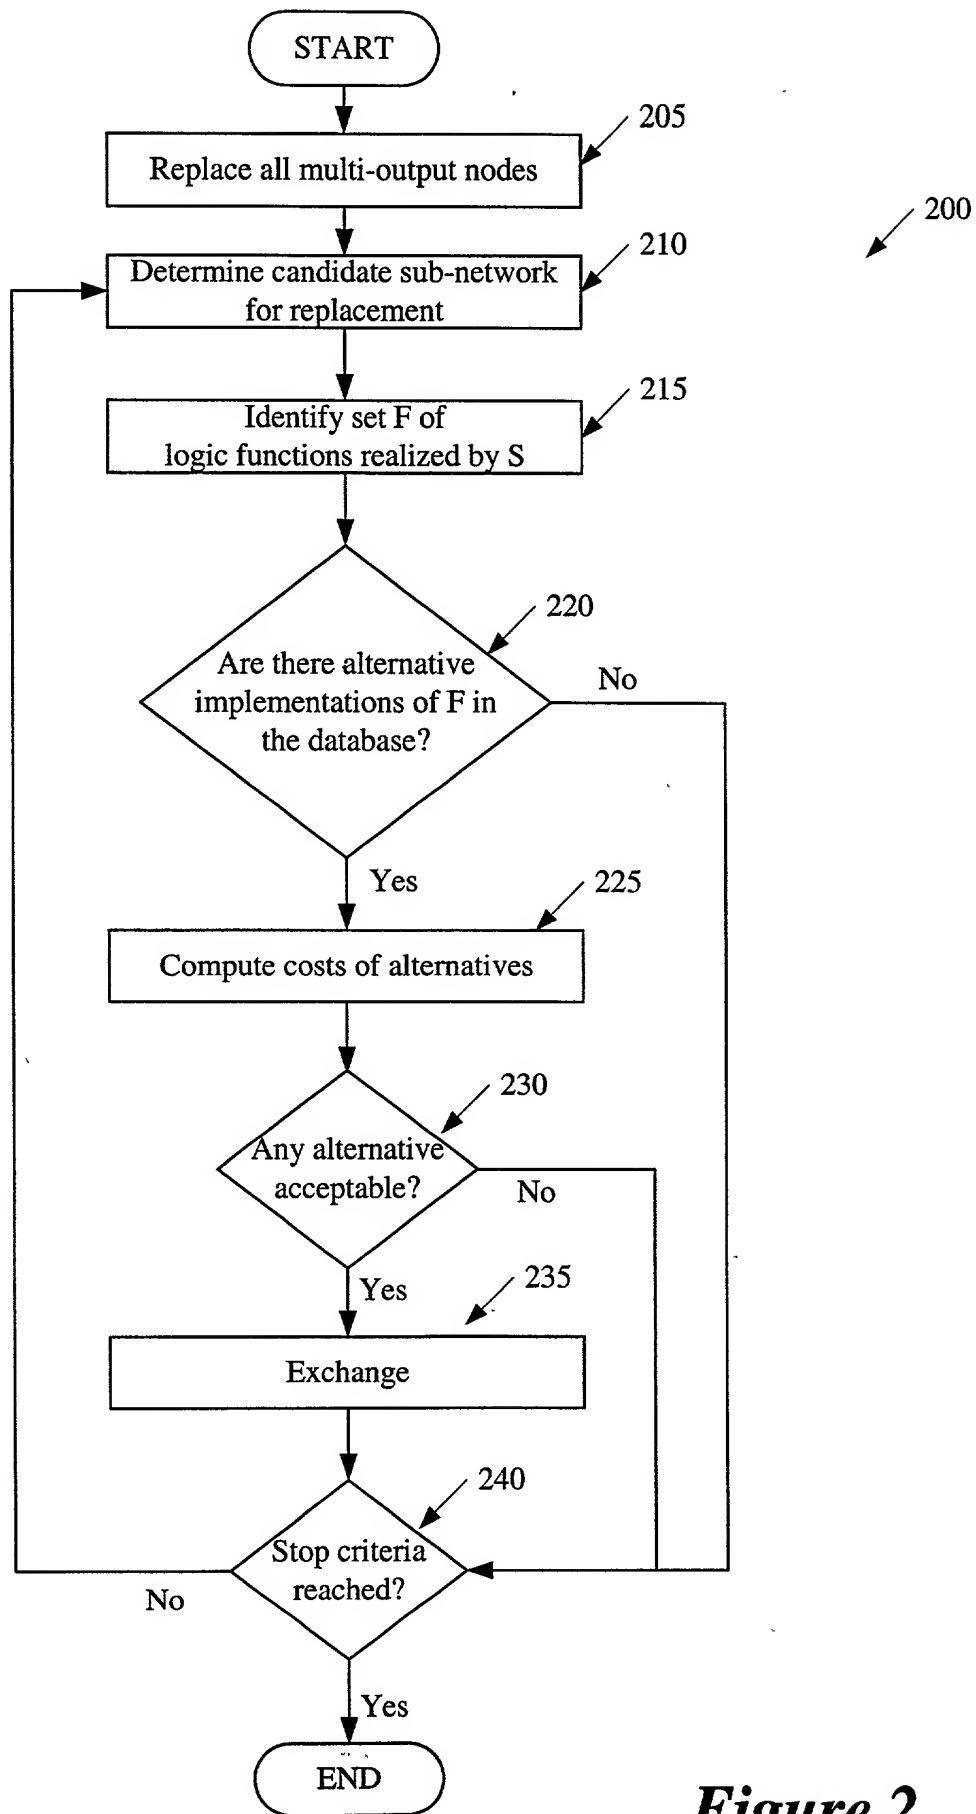 START
205
Replace all multi-output nodes
200
210
Determine candidate sub-network
for replacement
215
Identify set F of
logic functions realized by S
220
Are there alternative
implementations of F in
the database?
No
Yes
225
Compute costs of alternatives
230
Any alternative
acceptable?
No
Yes
235
Exchange
240
Stop criteria
reached?
No
Yes
END
Figure 2